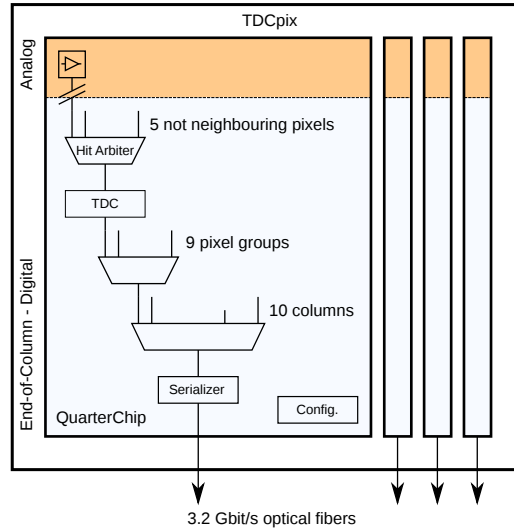 TDCpix
Analog
5 not neighbouring pixels
Hit Arbiter
TDC
9 pixel groups
10 columns
End-of-Column - Digital
Serializer
Config.
QuarterChip
3.2 Gbit/s optical fibers